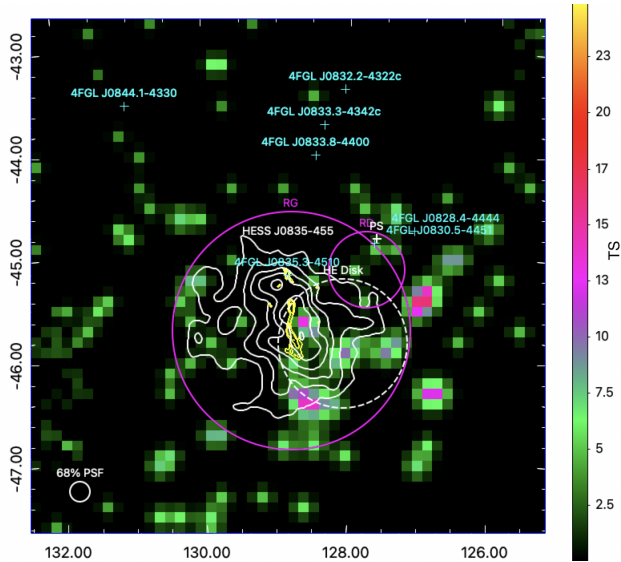 -43.00
-44.00
-45.00
-46.00
-47.00
4FGL J0832.2-4322c
4FGL J0844.1-4330
4FGL J0833.3-4342c
4FGL J0833.8-4400
RG
HESS J0835-455
RD
PS
4FGL J0828.4-4444
4FGL J0830.5-4451
4FGL J0835.3-4510
HE Disk
68% PSF
132.00 130.00 128.00 126.00
23
20
17
15
13
10
7.5
5
2.5
TS